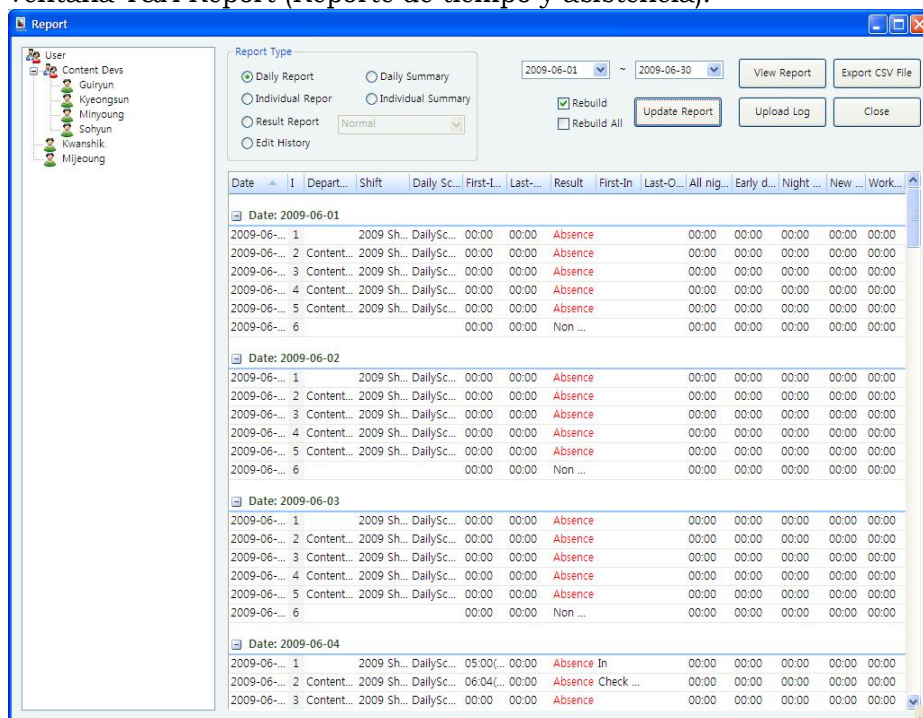 Ventana T&A Report (Reporte de tiempo y asistencia):
Report
User
Content Devs
Guiryun
Kyeongsun
Minyoung
Sohyun
Kwanshik
Mijeoung
Report Type
Daily Report Daily Summary
Individual Repor Individual Summary
Result Report Normal
Edit History
2009-06-01 ~ 2009-06-30
Rebuild
Rebuild All
Update Report
View Report Export CSV File
Upload Log Close
Date I Depart... Shift Daily Sc... First-I... Last-... Result First-In Last-O... All nig... Early d... Night ... New ... Work...
Date: 2009-06-01
2009-06-... 1 2009 Sh... DailySc... 00:00 00:00 Absence 00:00 00:00 00:00 00:00 00:00
2009-06-... 2 Content... 2009 Sh... DailySc... 00:00 00:00 Absence 00:00 00:00 00:00 00:00 00:00
2009-06-... 3 Content... 2009 Sh... DailySc... 00:00 00:00 Absence 00:00 00:00 00:00 00:00 00:00
2009-06-... 4 Content... 2009 Sh... DailySc... 00:00 00:00 Absence 00:00 00:00 00:00 00:00 00:00
2009-06-... 5 Content... 2009 Sh... DailySc... 00:00 00:00 Absence 00:00 00:00 00:00 00:00 00:00
2009-06-... 6 00:00 00:00 Non ... 00:00 00:00 00:00 00:00 00:00
Date: 2009-06-02
2009-06-... 1 2009 Sh... DailySc... 00:00 00:00 Absence 00:00 00:00 00:00 00:00 00:00
2009-06-... 2 Content... 2009 Sh... DailySc... 00:00 00:00 Absence 00:00 00:00 00:00 00:00 00:00
2009-06-... 3 Content... 2009 Sh... DailySc... 00:00 00:00 Absence 00:00 00:00 00:00 00:00 00:00
2009-06-... 4 Content... 2009 Sh... DailySc... 00:00 00:00 Absence 00:00 00:00 00:00 00:00 00:00
2009-06-... 5 Content... 2009 Sh... DailySc... 00:00 00:00 Absence 00:00 00:00 00:00 00:00 00:00
2009-06-... 6 00:00 00:00 Non ... 00:00 00:00 00:00 00:00 00:00
Date: 2009-06-03
2009-06-... 1 2009 Sh... DailySc... 00:00 00:00 Absence 00:00 00:00 00:00 00:00 00:00
2009-06-... 2 Content... 2009 Sh... DailySc... 00:00 00:00 Absence 00:00 00:00 00:00 00:00 00:00
2009-06-... 3 Content... 2009 Sh... DailySc... 00:00 00:00 Absence 00:00 00:00 00:00 00:00 00:00
2009-06-... 4 Content... 2009 Sh... DailySc... 00:00 00:00 Absence 00:00 00:00 00:00 00:00 00:00
2009-06-... 5 Content... 2009 Sh... DailySc... 00:00 00:00 Absence 00:00 00:00 00:00 00:00 00:00
2009-06-... 6 00:00 00:00 Non ... 00:00 00:00 00:00 00:00 00:00
Date: 2009-06-04
2009-06-... 1 2009 Sh... DailySc... 05:00(... 00:00 Absence In 00:00 00:00 00:00 00:00 00:00
2009-06-... 2 Content... 2009 Sh... DailySc... 06:04(... 00:00 Absence Check ... 00:00 00:00 00:00 00:00 00:00
2009-06-... 3 Content... 2009 Sh... DailySc... 00:00 00:00 Absence 00:00 00:00 00:00 00:00 00:00